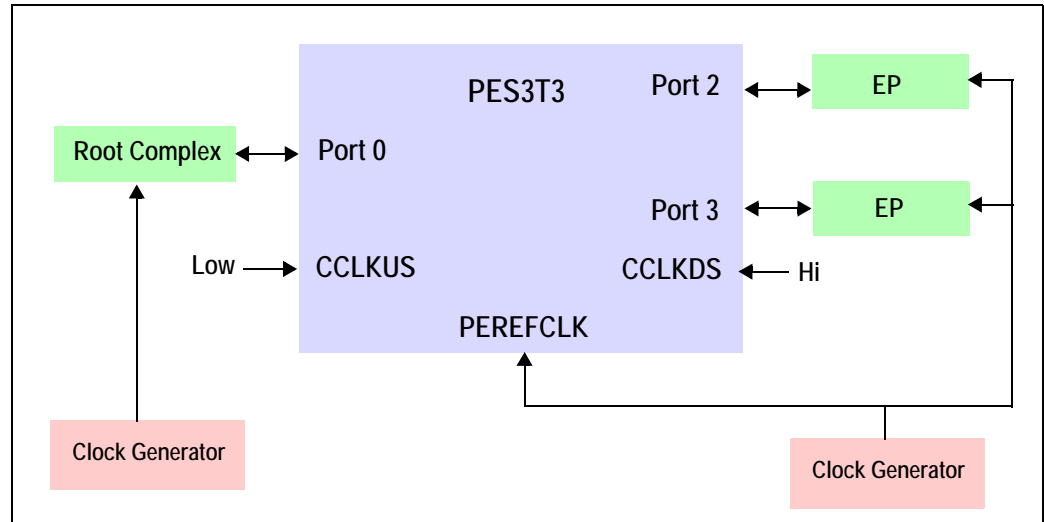 PES3T3
Port 2
EP
Root Complex
Port 0
Port 3
EP
Low
CCLKUS
CCLKDS
Hi
PEREFCLK
Clock Generator
Clock Generator